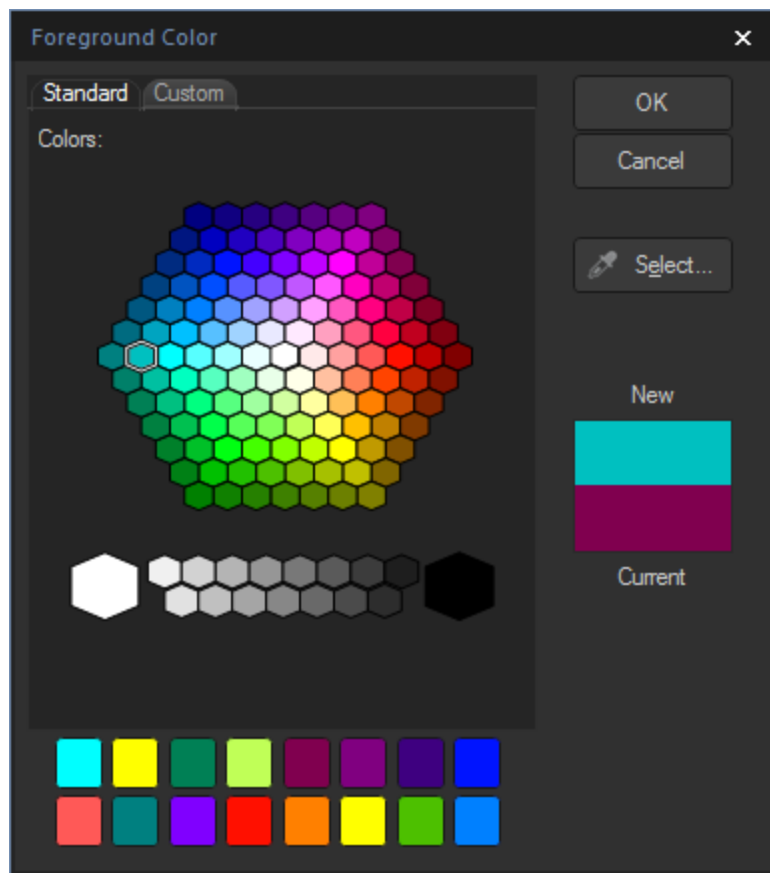 Foreground Color
Standard Custom
Colors:
OK
Cancel
Select...
New
Current